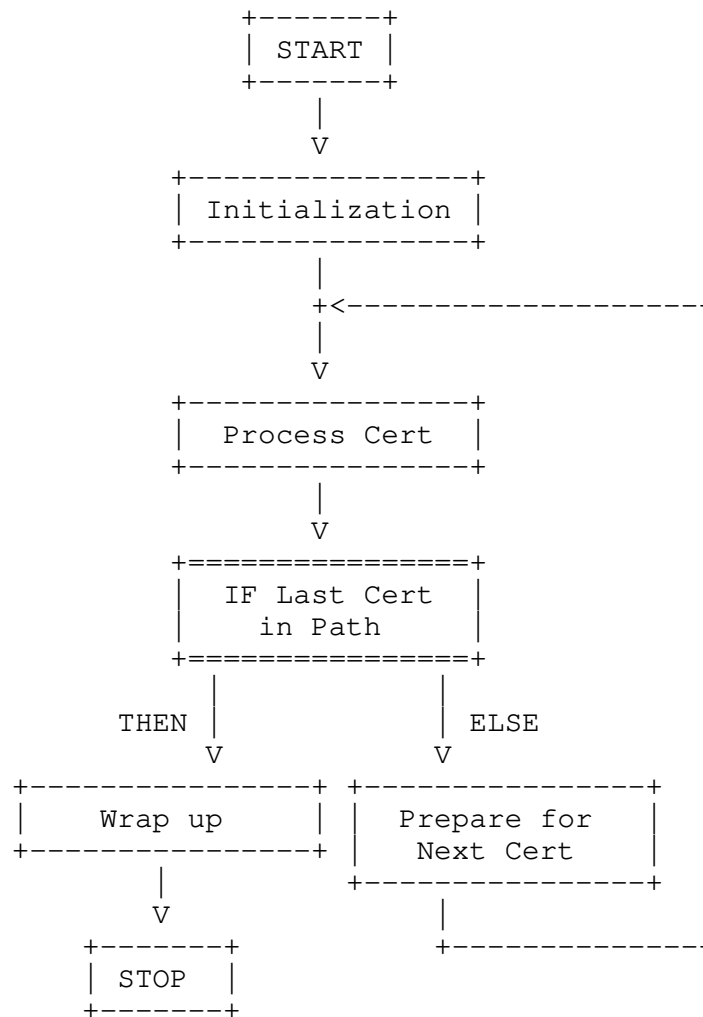 START
Initialization
Process Cert
IF Last Cert
in Path
THEN ELSE
Wrap up Prepare for
Next Cert
STOP